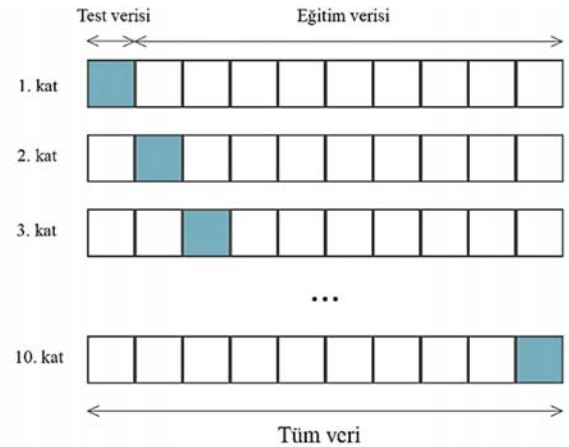 Test verisi Eğitim verisi
1. kat
2. kat
3. kat
...
10. kat
Tüm veri